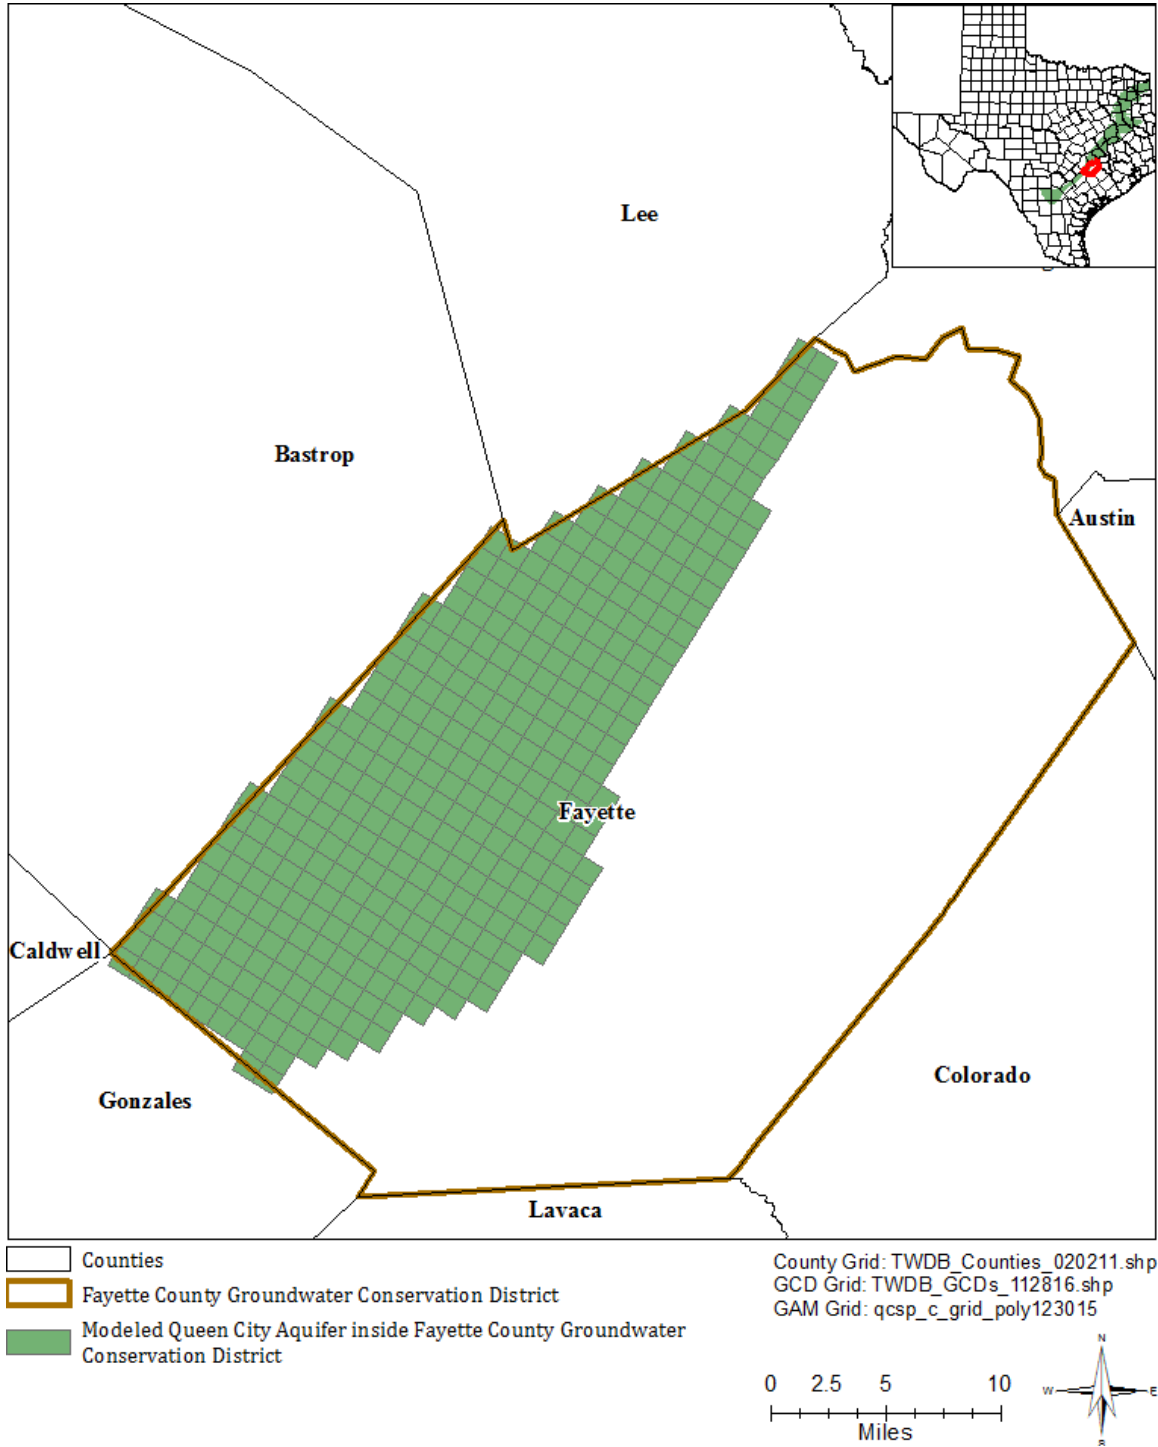 Lee
Bastrop
Austin
Fayette
Caldwell
Colorado
Gonzales
Lavaca
Counties
Fayette County Groundwater Conservation District
Modeled Queen City Aquifer inside Fayette County Groundwater
Conservation District
County Grid: TWDB_Counties_020211.shp
GCD Grid: TWDB_GCDs_112816.shp
GAM Grid: qcsp_c_grid_poly123015
0 2.5 5 10
Miles
N
W E
S